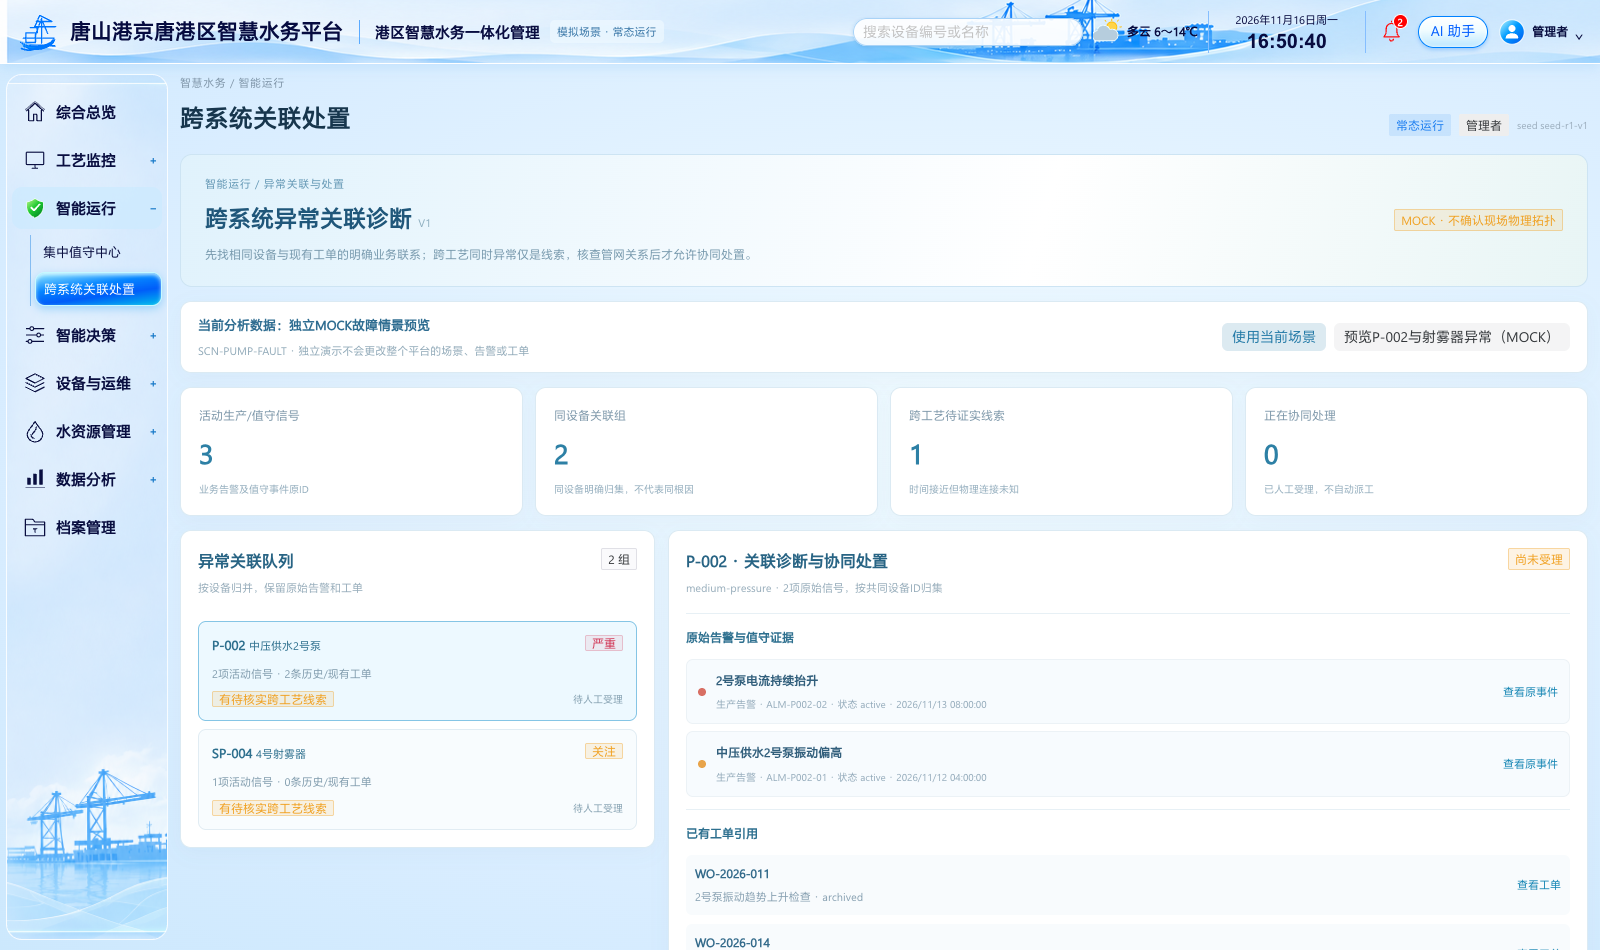 唐山港京唐港区智慧水务平台
港区智慧水务一体化管理
模拟场景 · 常态运行
搜索设备编号或名称
多云 6~14℃
2026年11月16日周一
16:50:40
2
AI 助手
管理者
综合总览
工艺监控 +
智能运行 −
集中值守中心
跨系统关联处置
智能决策 +
设备与运维 +
水资源管理 +
数据分析 +
档案管理
智慧水务 / 智能运行
跨系统关联处置
常态运行
管理者
seed seed-r1-v1
智能运行 / 异常关联与处置
跨系统异常关联诊断 V1
先找相同设备与现有工单的明确业务联系；跨工艺同时异常仅是线索，核查管网关系后才允许协同处置。
MOCK · 不确认现场物理拓扑
当前分析数据：独立MOCK故障情景预览
SCN-PUMP-FAULT · 独立演示不会更改整个平台的场景、告警或工单
使用当前场景
预览P-002与射雾器异常（MOCK）
活动生产/值守信号
3
业务告警及值守事件原ID
同设备关联组
2
同设备明确归集，不代表同根因
跨工艺待证实线索
1
时间接近但物理连接未知
正在协同处理
0
已人工受理，不自动派工
异常关联队列
2 组
按设备归并，保留原始告警和工单
P-002 中压供水2号泵
严重
2项活动信号 · 2条历史/现有工单
有待核实跨工艺线索
待人工受理
SP-004 4号射雾器
关注
1项活动信号 · 0条历史/现有工单
有待核实跨工艺线索
待人工受理
P-002 · 关联诊断与协同处置
尚未受理
medium-pressure · 2项原始信号，按共同设备ID归集
原始告警与值守证据
2号泵电流持续抬升
生产告警 · ALM-P002-02 · 状态 active · 2026/11/13 08:00:00
查看原事件
中压供水2号泵振动偏高
生产告警 · ALM-P002-01 · 状态 active · 2026/11/12 04:00:00
查看原事件
已有工单引用
WO-2026-011
2号泵振动趋势上升检查 · archived
查看工单
WO-2026-014